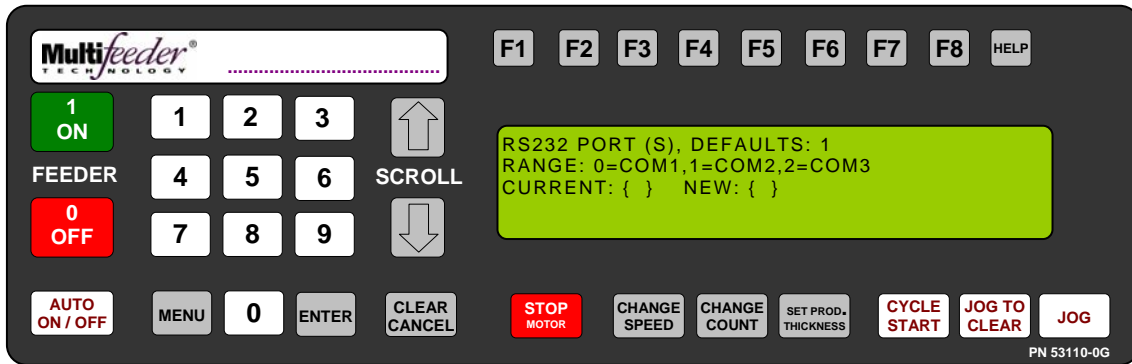 Multifeeder®
TECHNOLOGY
F1 F2 F3 F4 F5 F6 F7 F8 HELP
1
ON
FEEDER
0
OFF
1 2 3
4 5 6
7 8 9
SCROLL
RS232 PORT (S), DEFAULTS: 1
RANGE: 0=COM1,1=COM2,2=COM3
CURRENT: { } NEW: { }
AUTO
ON / OFF
MENU
0
ENTER
CLEAR
CANCEL
STOP
MOTOR
CHANGE
SPEED
CHANGE
COUNT
SET PROD.
THICKNESS
CYCLE
START
JOG TO
CLEAR
JOG
PN 53110-0G